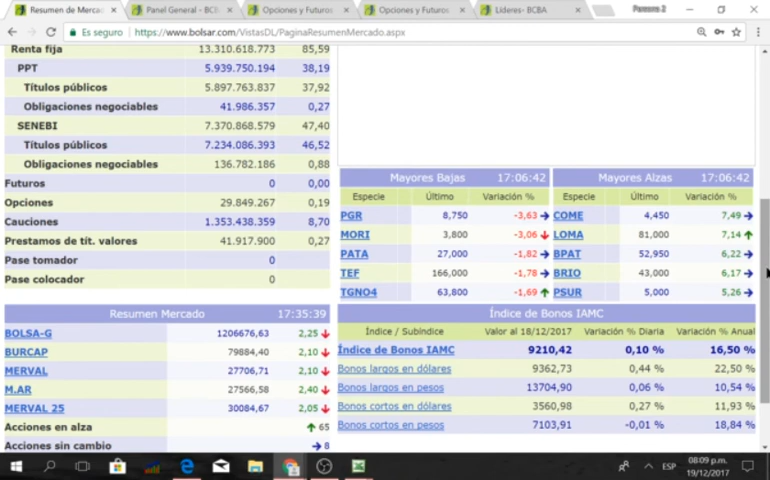 Resumen de Mercado
Panel General - BCB
Opciones y Futuros
Opciones y Futuros
Lideres- BCBA
Es seguro
https://www.bolsar.com/VistasDL/PaginaResumenMercado.aspx
Renta fija 13.310.618.773 85,59
PPT 5.939.750.194 38,19
Títulos públicos 5.897.763.837 37,92
Obligaciones negociables 41.986.357 0,27
SENEBI 7.370.868.579 47,40
Títulos públicos 7.234.086.393 46,52
Obligaciones negociables 136.782.186 0,88
Futuros 0 0,00
Opciones 29.849.267 0,19
Cauciones 1.353.438.359 8,70
Prestamos de tít. valores 41.917.900 0,27
Pase tomador 0
Pase colocador 0
Mayores Bajas 17:06:42
Especie Último Variación %
PGR 8,750 -3,63
MORI 3,800 -3,06
PATA 27,000 -1,82
TEF 166,000 -1,78
TGNO4 63,800 -1,69
Mayores Alzas 17:06:42
Especie Último Variación %
COME 4,450 7,49
LOMA 81,000 7,14
BPAT 52,950 6,22
BRIO 43,000 6,17
PSUR 5,000 5,26
Resumen Mercado 17:35:39
BOLSA-G 1206676,63 2,25
BURCAP 79884,40 2,10
MERVAL 27706,71 2,10
M.AR 27566,58 2,40
MERVAL 25 30084,67 2,05
Acciones en alza 65
Acciones sin cambio 8
Índice de Bonos IAMC
Índice / Subíndice Valor al 18/12/2017 Variación % Diaria Variación % Anual
Índice de Bonos IAMC 9210,42 0,10 % 16,50 %
Bonos largos en dólares 9362,73 0,44 % 22,50 %
Bonos largos en pesos 13704,90 0,06 % 10,54 %
Bonos cortos en dólares 3560,98 0,27 % 11,93 %
Bonos cortos en pesos 7103,91 -0,01 % 18,84 %
ESP
08:09 p.m.
19/12/2017